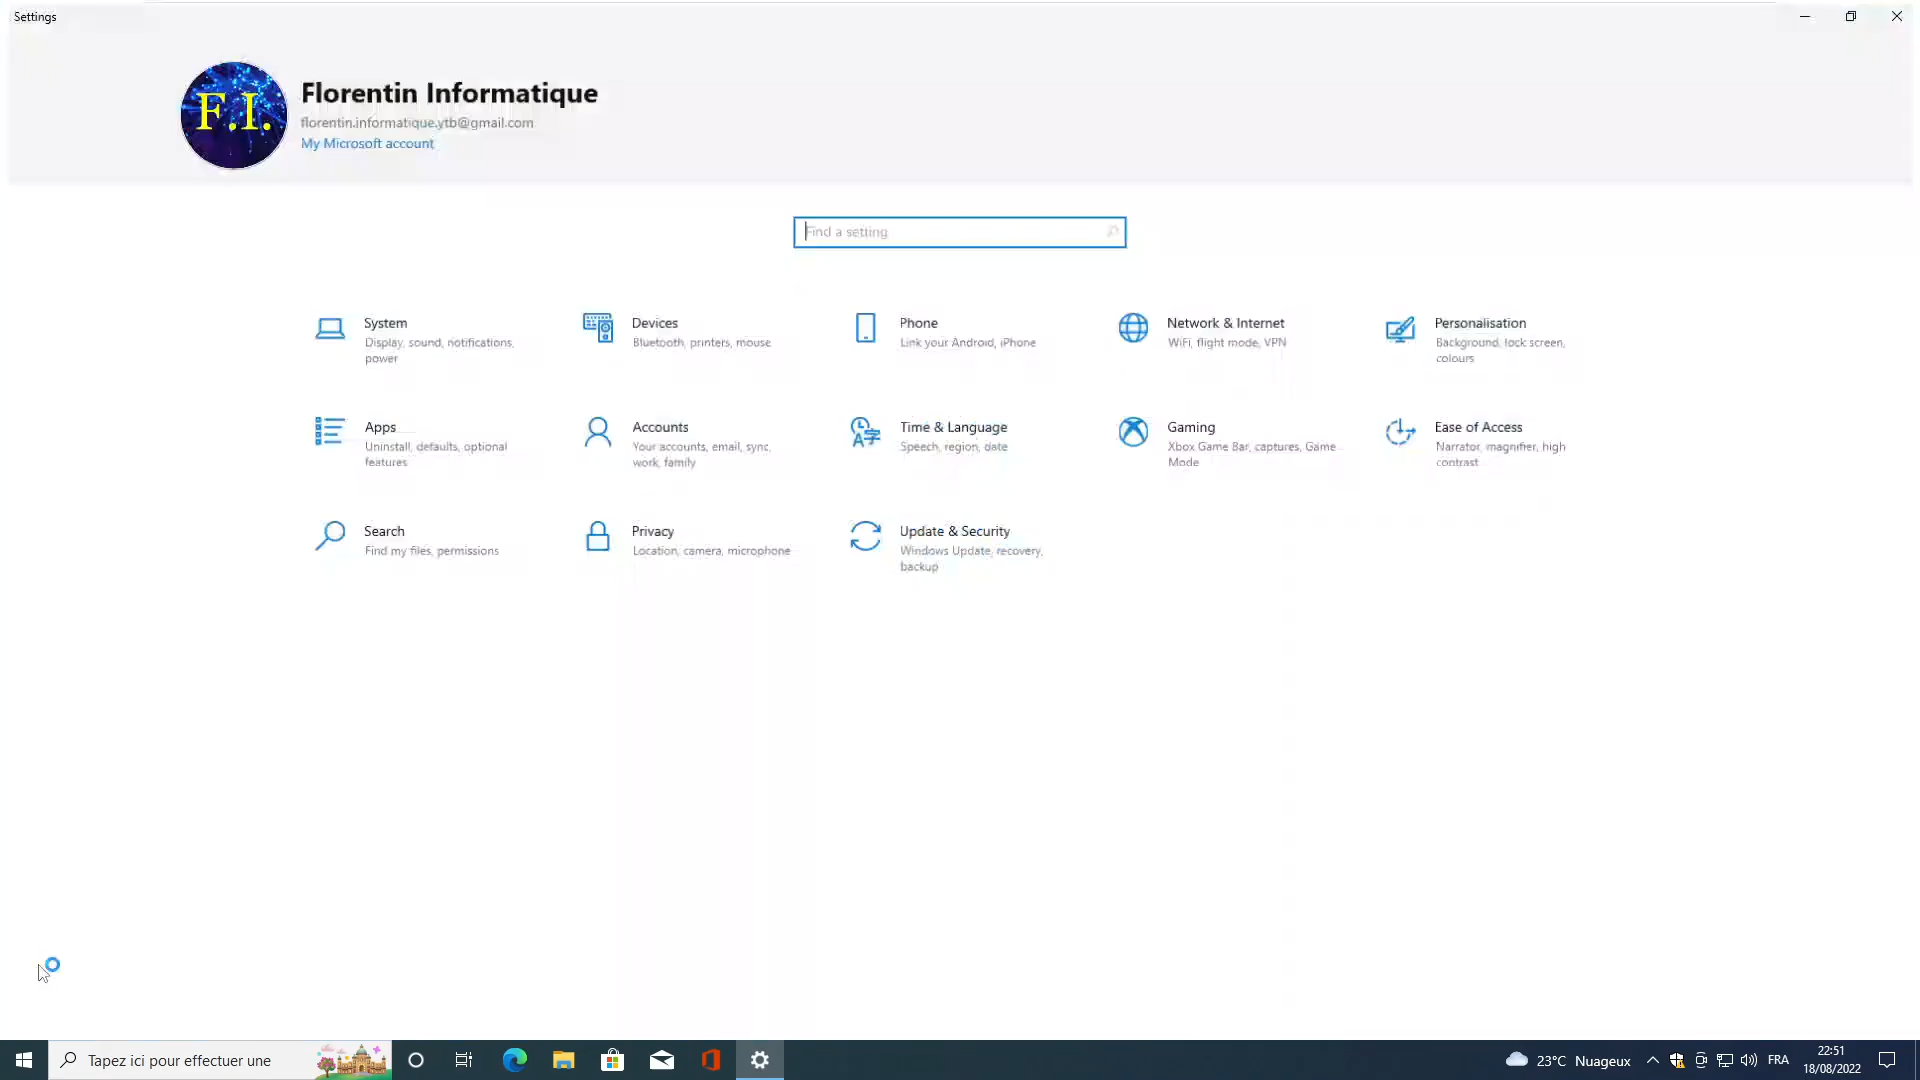 Settings
F.I.
Florentin Informatique
florentin.informatique.ytb@gmail.com
My Microsoft account
Find a setting
System
Display, sound, notifications,
power
Devices
Bluetooth, printers, mouse
Phone
Link your Android, iPhone
Network & Internet
WiFi, flight mode, VPN
Personalisation
Background, lock screen,
colours
Apps
Uninstall, defaults, optional
features
Accounts
Your accounts, email, sync,
work, family
Time & Language
Speech, region, date
Gaming
Xbox Game Bar, captures, Game
Mode
Ease of Access
Narrator, magnifier, high
contrast
Search
Find my files, permissions
Privacy
Location, camera, microphone
Update & Security
Windows Update, recovery,
backup
Tapez ici pour effectuer une
23°C Nuageux
FRA
22:51
18/08/2022